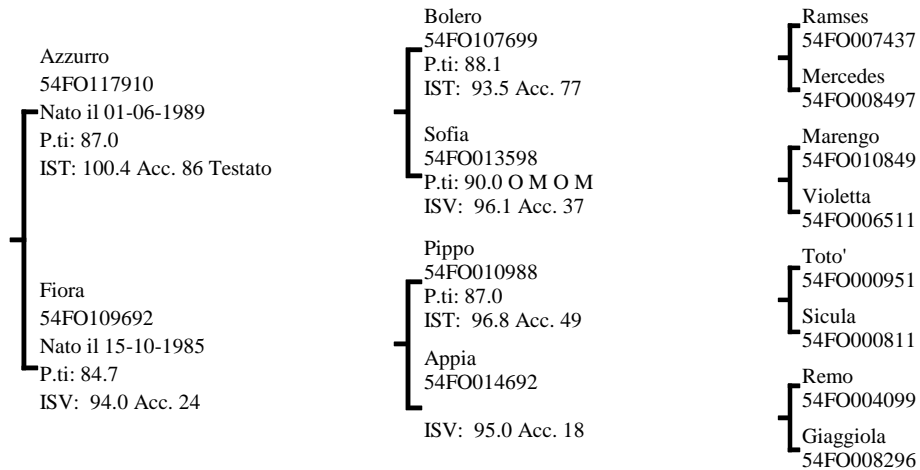 Azzurro
54FO117910
Nato il 01-06-1989
P.ti: 87.0
IST: 100.4 Acc. 86 Testato
Fiora
54FO109692
Nato il 15-10-1985
P.ti: 84.7
ISV: 94.0 Acc. 24
Bolero
54FO107699
P.ti: 88.1
IST: 93.5 Acc. 77
Sofia
54FO013598
P.ti: 90.0 O M O M
ISV: 96.1 Acc. 37
Pippo
54FO010988
P.ti: 87.0
IST: 96.8 Acc. 49
Appia
54FO014692
ISV: 95.0 Acc. 18
Ramses
54FO007437
Mercedes
54FO008497
Marengo
54FO010849
Violetta
54FO006511
Toto'
54FO000951
Sicula
54FO000811
Remo
54FO004099
Giaggiola
54FO008296